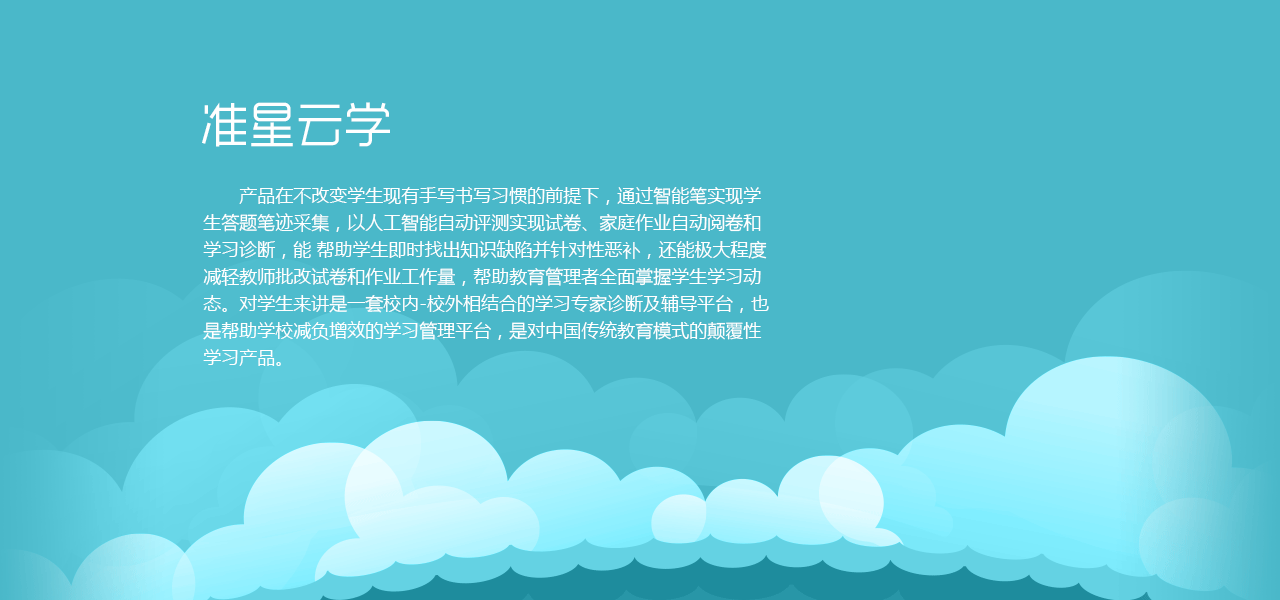 准星云学
产品在不改变学生现有手写书写习惯的前提下，通过智能笔实现学
生答题笔迹采集，以人工智能自动评测实现试卷、家庭作业自动阅卷和
学习诊断，能 帮助学生即时找出知识缺陷并针对性恶补，还能极大程度
减轻教师批改试卷和作业工作量，帮助教育管理者全面掌握学生学习动
态。对学生来讲是一套校内-校外相结合的学习专家诊断及辅导平台，也
是帮助学校减负增效的学习管理平台，是对中国传统教育模式的颠覆性
学习产品。